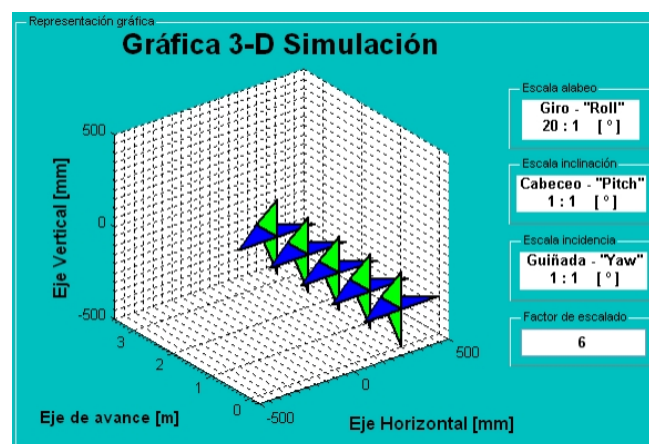 Representación gráfica
Gráfica 3-D Simulación
500
0
-500
Eje Vertical [mm]
3
2
1
0
Eje de avance [m]
-500
0
500
Eje Horizontal [mm]
Escala alabeo
Giro - "Roll"
20 : 1 [ º ]
Escala inclinación
Cabeceo - "Pitch"
1 : 1 [ º ]
Escala incidencia
Guiñada - "Yaw"
1 : 1 [ º ]
Factor de escalado
6